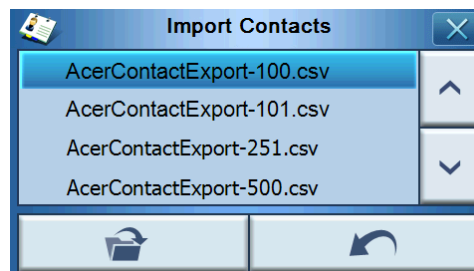 Import Contacts
AcerContactExport-100.csv
AcerContactExport-101.csv
AcerContactExport-251.csv
AcerContactExport-500.csv